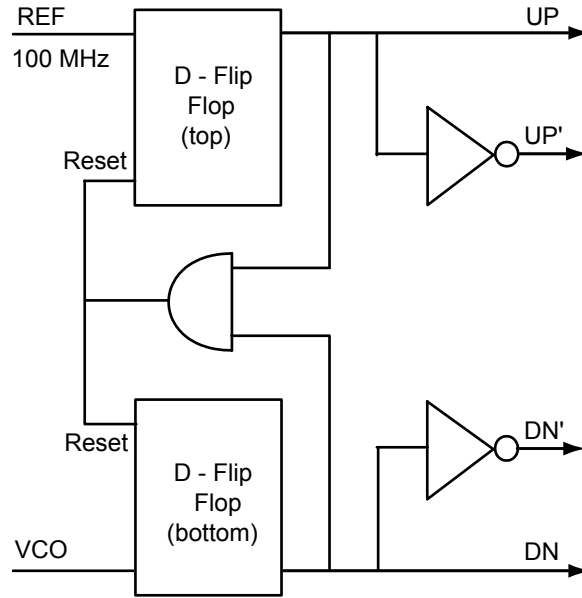 REF
UP
100 MHz
D - Flip
Flop
(top)
UP'
Reset
Reset
D - Flip
Flop
(bottom)
DN'
VCO
DN